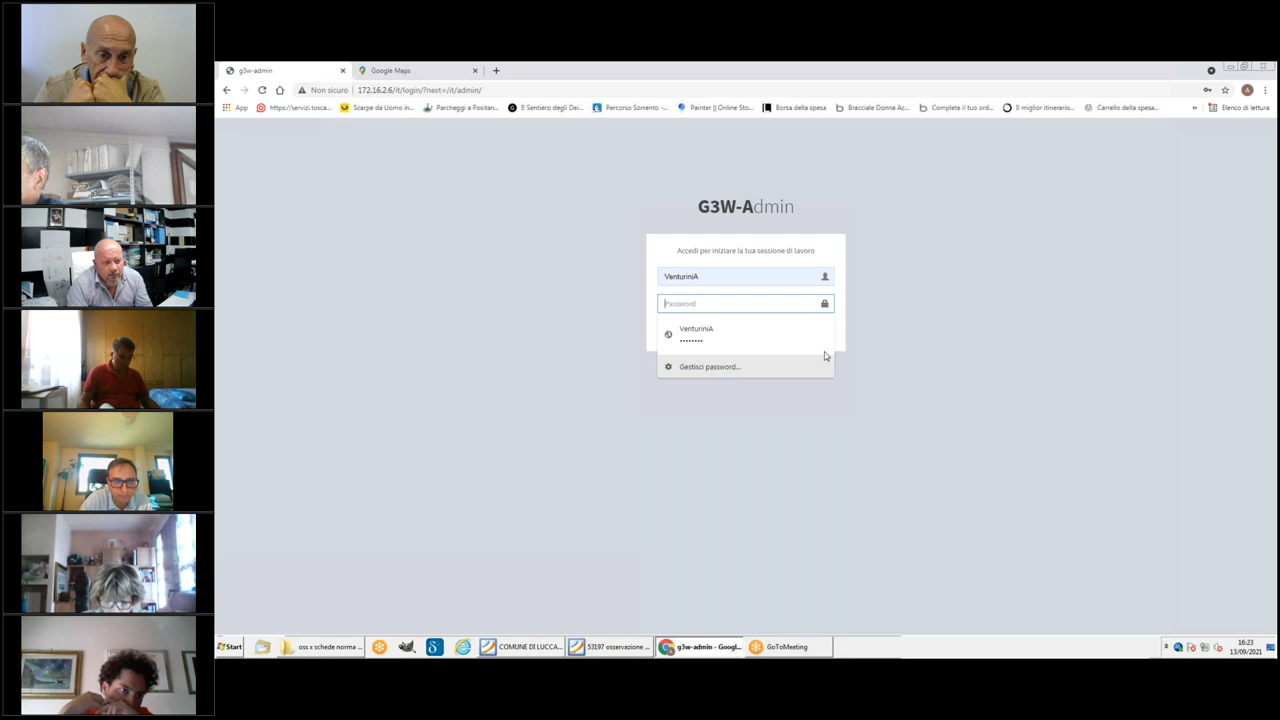 g3w-admin
Google Maps
Non sicuro
172.16.2.6/it/login/?next=/it/admin/
App
https://servizi.tosca...
Scarpe da Uomo in...
Parcheggi a Positan...
Il Sentiero degli Dei...
Percorso Sorrento -...
Painter || Online Sto...
Borsa della spesa
Bracciale Donna Ac...
Completa il tuo ord...
Il miglior itinerario...
Carrello della spesa...
»
Elenco di lettura
A
G3W-Admin
Accedi per iniziare la tua sessione di lavoro
VenturiniA
Password
VenturiniA
••••••••
Gestisci password...
Start
oss x schede norma ...
COMUNE DI LUCCA...
53197 osservazione ...
g3w-admin - Googl...
GoToMeeting
16:23
13/09/2021